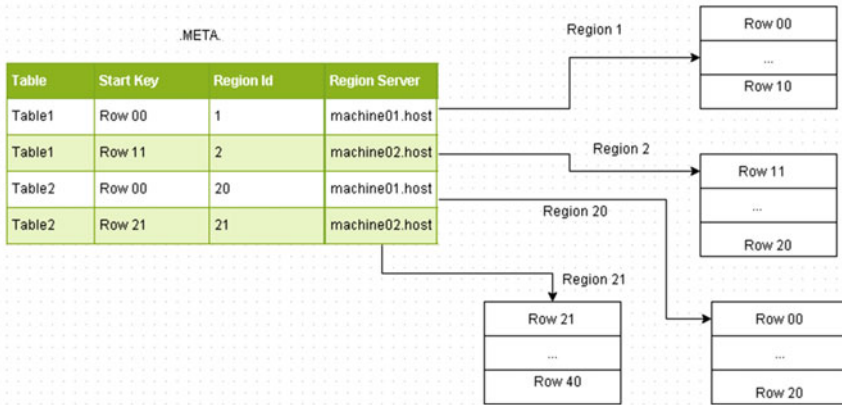 .META.
Table Start Key Region Id Region Server
Table1 Row 00 1 machine01.host
Table1 Row 11 2 machine02.host
Table2 Row 00 20 machine01.host
Table2 Row 21 21 machine02.host
Region 1
Row 00
...
Row 10
Region 2
Row 11
...
Row 20
Region 20
Row 00
...
Row 20
Region 21
Row 21
...
Row 40